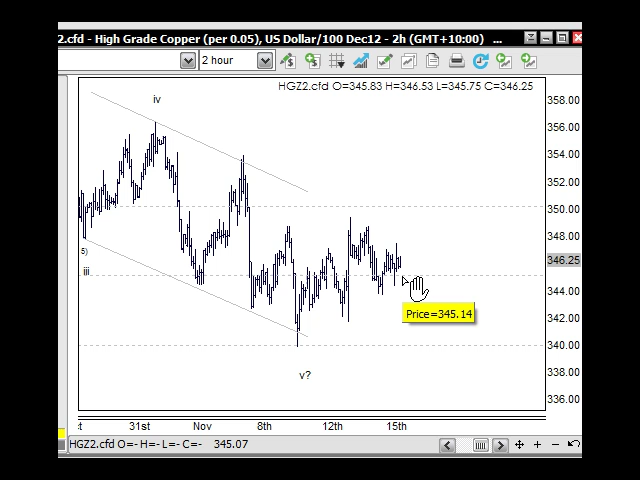 Z2.cfd - High Grade Copper (per 0.05), US Dollar/100 Dec12 - 2h (GMT+10:00) ...
2 hour
HGZ2.cfd O=345.83 H=346.53 L=345.75 C=346.25
358.00
iv
356.00
354.00
352.00
350.00
348.00
5)
346.25
iii
344.00
Price=345.14
342.00
340.00
v?
338.00
336.00
st 31st Nov 8th 12th 15th
HGZ2.cfd O=- H=- L=- C=- 345.07